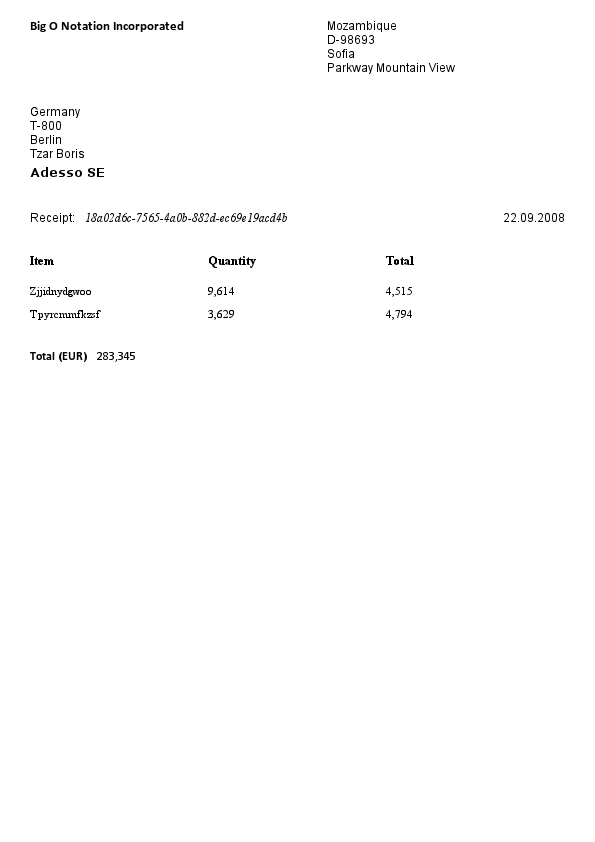 Big O Notation Incorporated
Mozambique
D-98693
Sofia
Parkway Mountain View
Germany
T-800
Berlin
Tzar Boris
Adesso SE
Receipt: 18a02d6c-7565-4a0b-882d-ec69e19acd4b 22.09.2008
Item Quantity Total
Zjjidnydgwoo 9,614 4,515
Tpyremmfkzsf 3,629 4,794
Total (EUR) 283,345